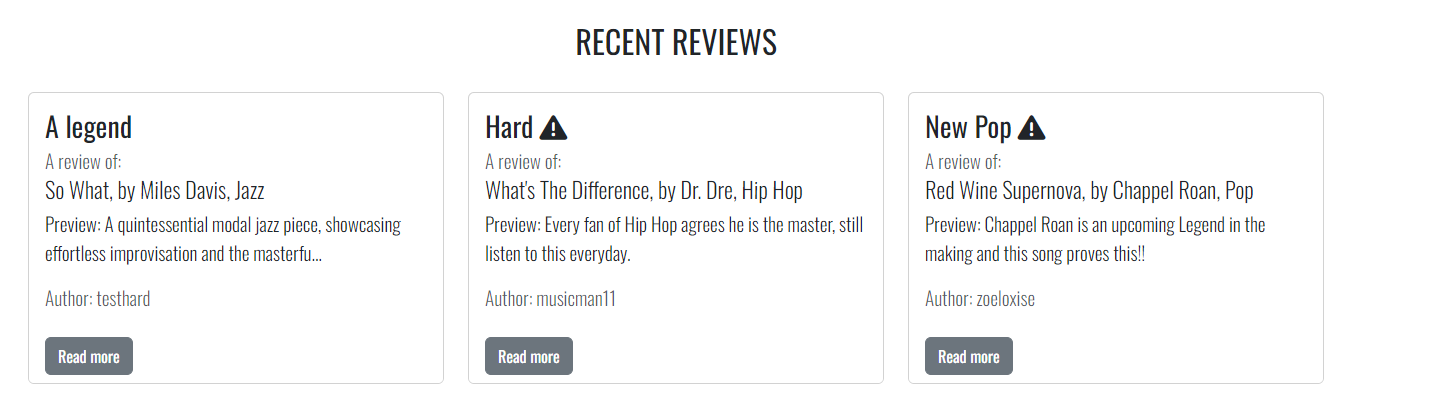 RECENT REVIEWS
A legend
A review of:
So What, by Miles Davis, Jazz
Preview: A quintessential modal jazz piece, showcasing
effortless improvisation and the masterfu...
Author: testhard
Read more
Hard
A review of:
What's The Difference, by Dr. Dre, Hip Hop
Preview: Every fan of Hip Hop agrees he is the master, still
listen to this everyday.
Author: musicman11
Read more
New Pop
A review of:
Red Wine Supernova, by Chappel Roan, Pop
Preview: Chappel Roan is an upcoming Legend in the
making and this song proves this!!
Author: zoeloxise
Read more